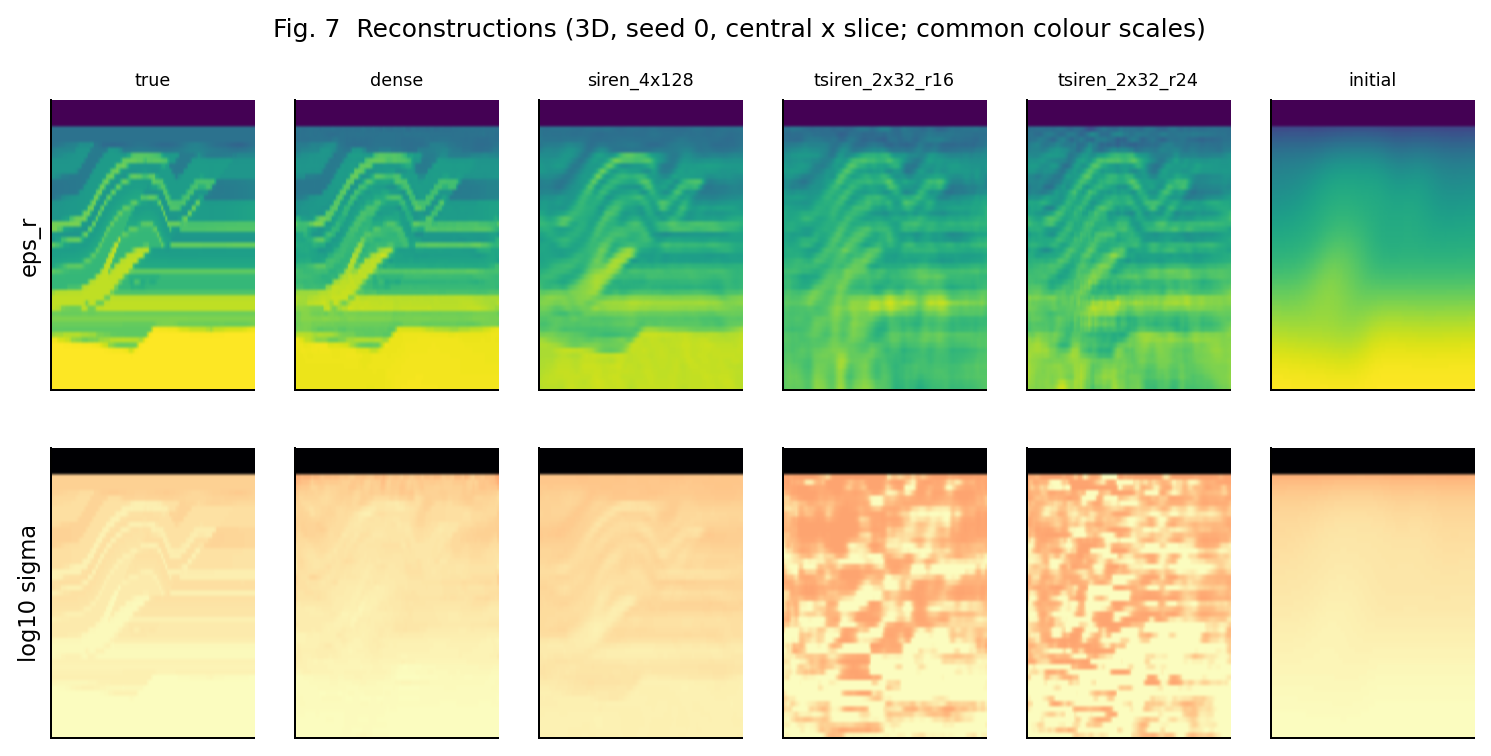 Fig. 7  Reconstructions (3D, seed 0, central x slice; common colour scales)
true
dense
siren_4x128
tsiren_2x32_r16
tsiren_2x32_r24
initial
eps_r
log10 sigma